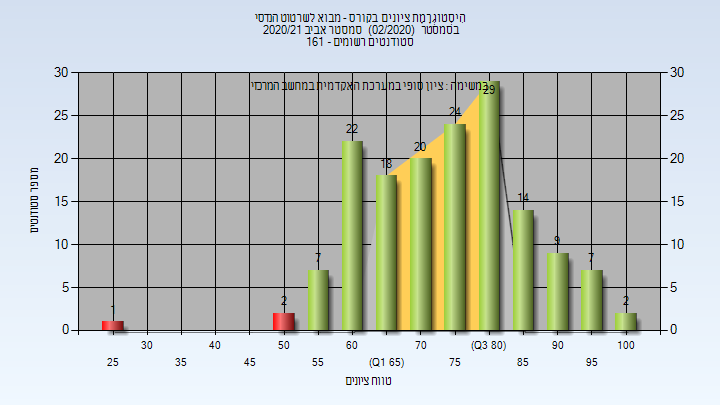 היסטוגרמת ציונים בקורס - מבוא לשרטוט הנדסי
בסמסטר (02/2020) סמסטר אביב 2020/21
סטודנטים רשומים - 161
במשימה : ציון סופי במערכת האקדמית במחשב המרכזי
מספר סטודנטים
30 30
25 25
20 20
15 15
10 10
5 5
0 0
1 2 7 22 18 20 24 29 14 9 7 2
30 40 50 60 70 (Q3 80) 90 100
25 35 45 55 (Q1 65) 75 85 95
טווח ציונים